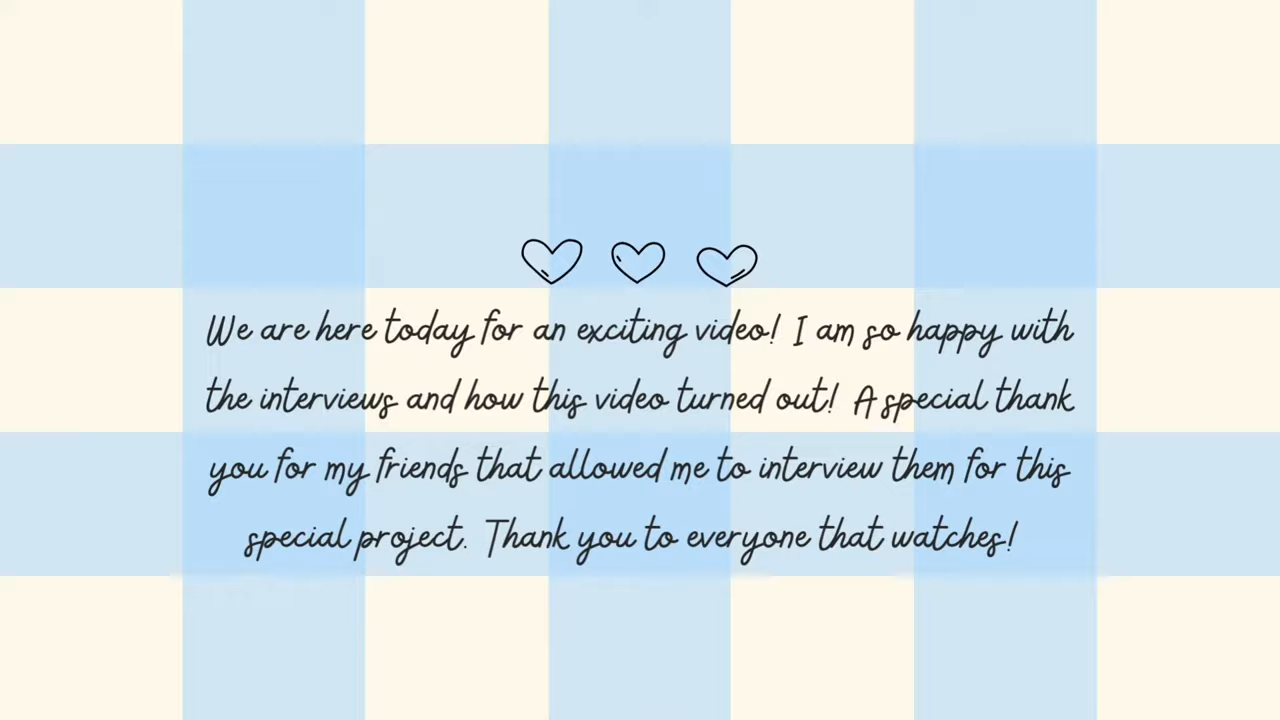 We are here today for an exciting video! I am so happy with
the interviews and how this video turned out! A special thank
you for my friends that allowed me to interview them for this
special project. Thank you to everyone that watches!